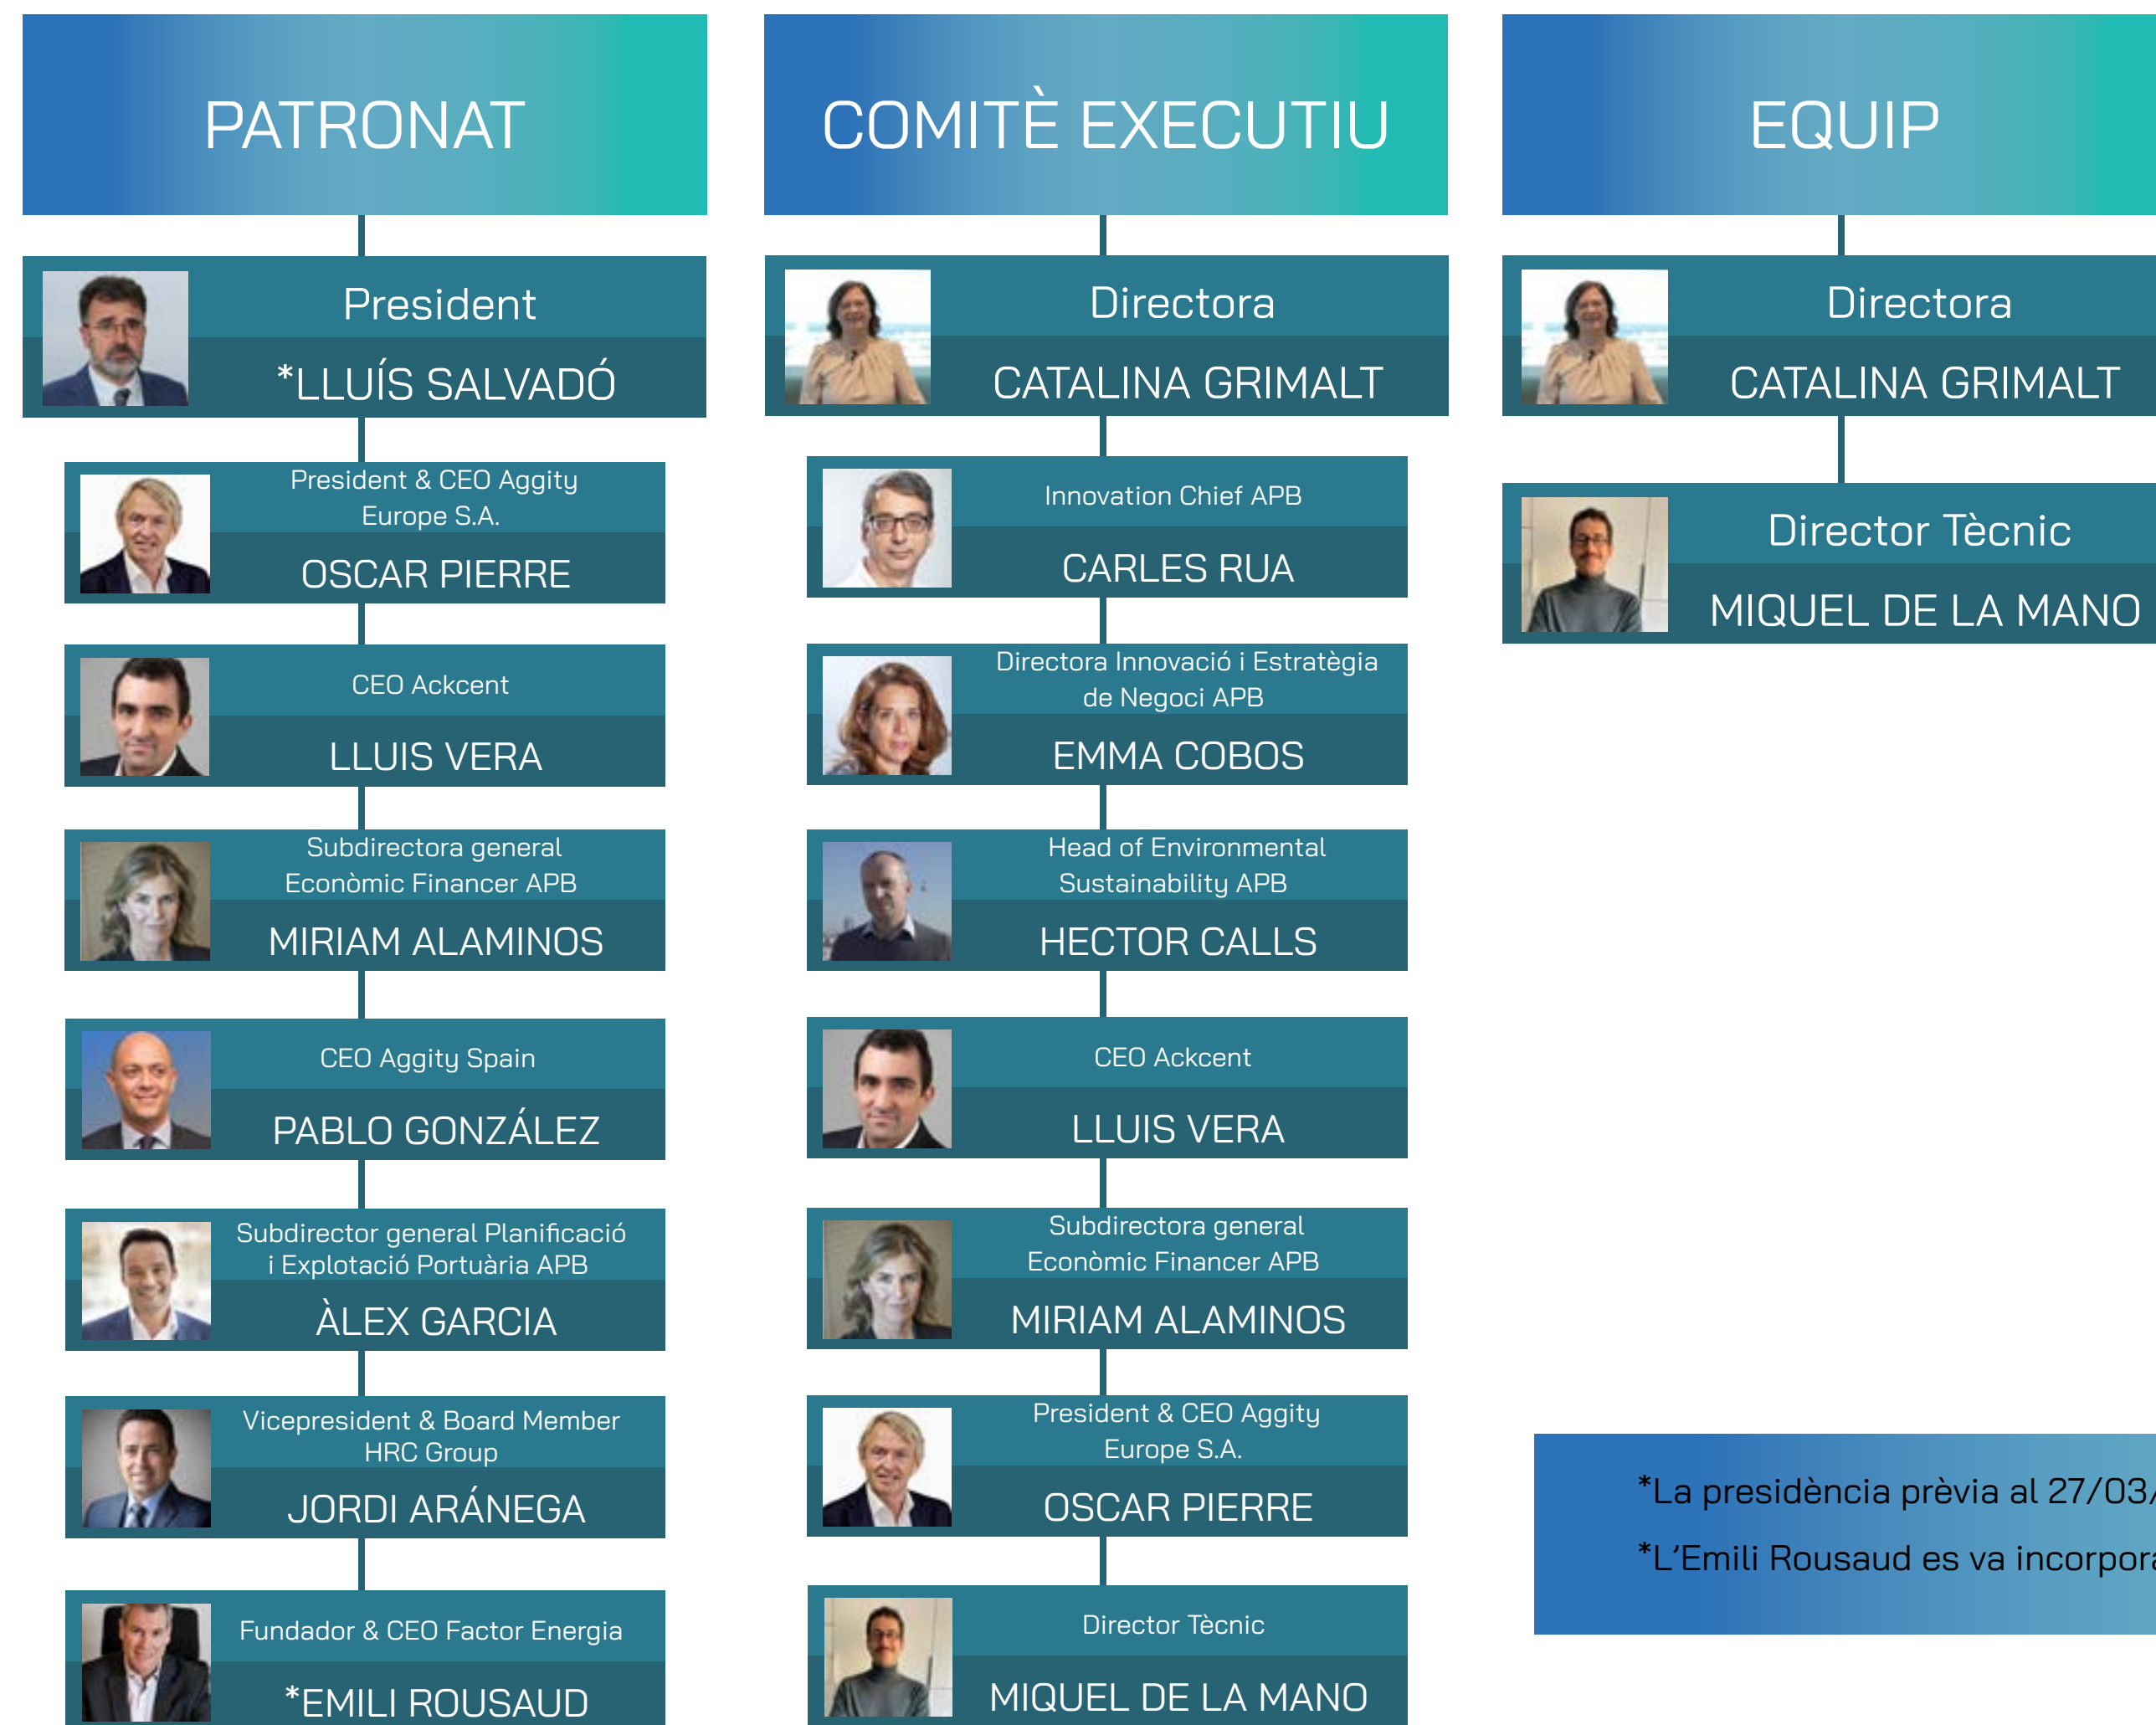 PATRONAT
President
*LLUÍS SALVADÓ
President & CEO Aggity
Europe S.A.
OSCAR PIERRE
CEO Ackcent
LLUIS VERA
Subdirectora general
Econòmic Financer APB
MIRIAM ALAMINOS
CEO Aggity Spain
PABLO GONZÁLEZ
Subdirector general Planificació
i Explotació Portuària APB
ÀLEX GARCIA
Vicepresident & Board Member
HRC Group
JORDI ARÁNEGA
Fundador & CEO Factor Energia
*EMILI ROUSAUD
COMITÈ EXECUTIU
Directora
CATALINA GRIMALT
Innovation Chief APB
CARLES RUA
Directora Innovació i Estratègia
de Negoci APB
EMMA COBOS
Head of Environmental
Sustainability APB
HECTOR CALLS
CEO Ackcent
LLUIS VERA
Subdirectora general
Econòmic Financer APB
MIRIAM ALAMINOS
President & CEO Aggity
Europe S.A.
OSCAR PIERRE
Director Tècnic
MIQUEL DE LA MANO
EQUIP
Directora
CATALINA GRIMALT
Director Tècnic
MIQUEL DE LA MANO
*La presidència prèvia al 27/03/
*L’Emili Rousaud es va